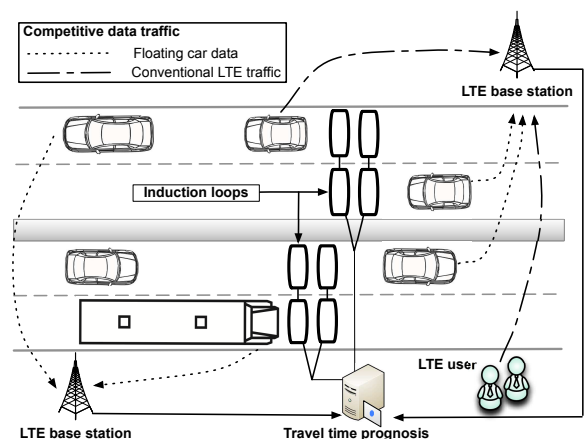 Competitive data traffic
Floating car data
Conventional LTE traffic
LTE base station
Induction loops
LTE user
LTE base station
Travel time prognosis